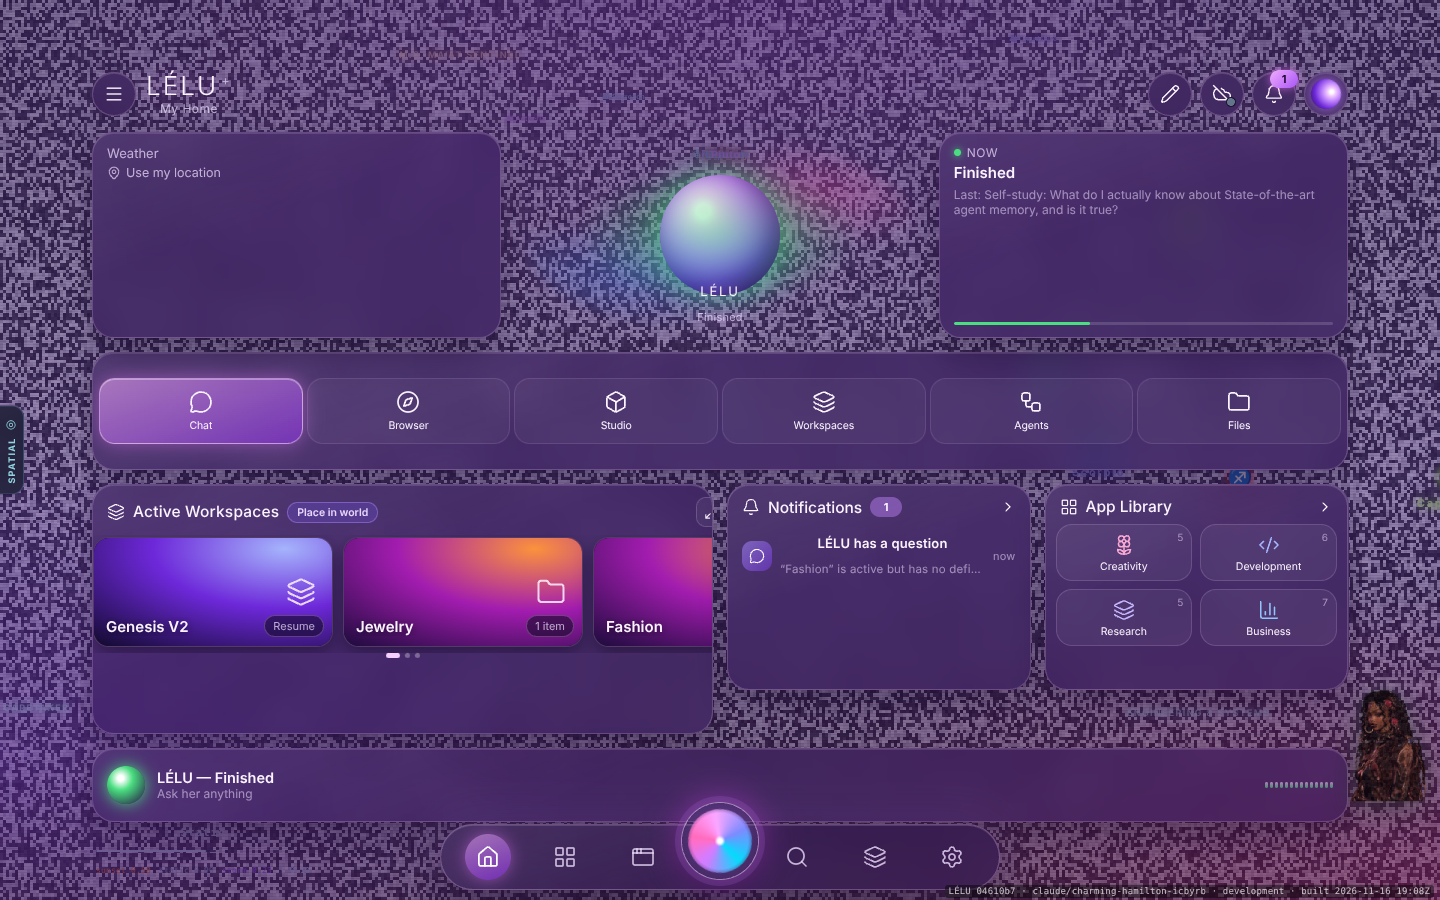 LÉLU +
My Home
1
Weather
Use my location
LÉLU
Finished
NOW
Finished
Last: Self-study: What do I actually know about State-of-the-art
agent memory, and is it true?
Chat
Browser
Studio
Workspaces
Agents
Files
SPATIAL
Active Workspaces
Place in world
Genesis V2
Resume
Jewelry
1 item
Fashion
Notifications
1
LÉLU has a question
“Fashion” is active but has no defi...
now
App Library
Creativity
5
Development
6
Research
5
Business
7
LÉLU — Finished
Ask her anything
LÉLU 04610b7 · claude/charming-hamilton-icbyrb · development · built 2026-11-16 19:08Z